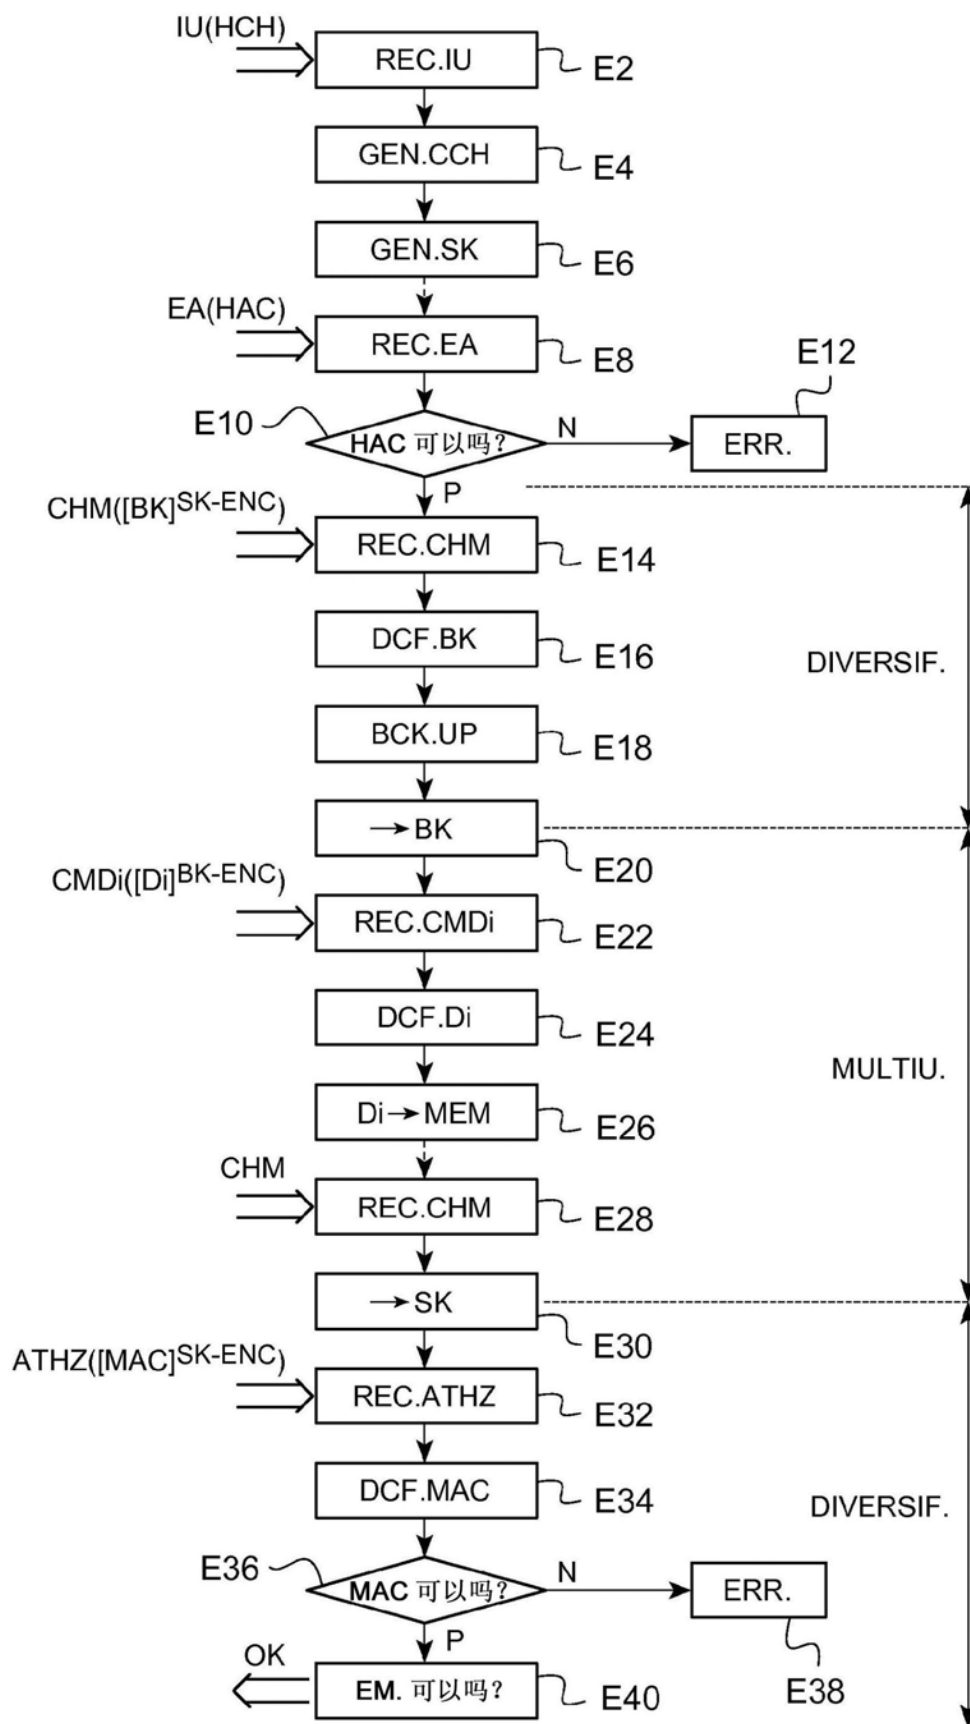 IU(HCH)
REC.IU
E2
GEN.CCH
E4
GEN.SK
E6
EA(HAC)
REC.EA
E8
E12
E10
HAC 可以吗?
N
ERR.
P
CHM([BK]SK-ENC)
REC.CHM
E14
DCF.BK
E16
DIVERSIF.
BCK.UP
E18
→BK
E20
CMDi([Di]BK-ENC)
REC.CMDi
E22
DCF.Di
E24
MULTIU.
Di→MEM
E26
CHM
REC.CHM
E28
→SK
E30
ATHZ([MAC]SK-ENC)
REC.ATHZ
E32
DCF.MAC
E34
DIVERSIF.
E36
MAC 可以吗?
N
ERR.
P
OK
EM. 可以吗?
E40
E38